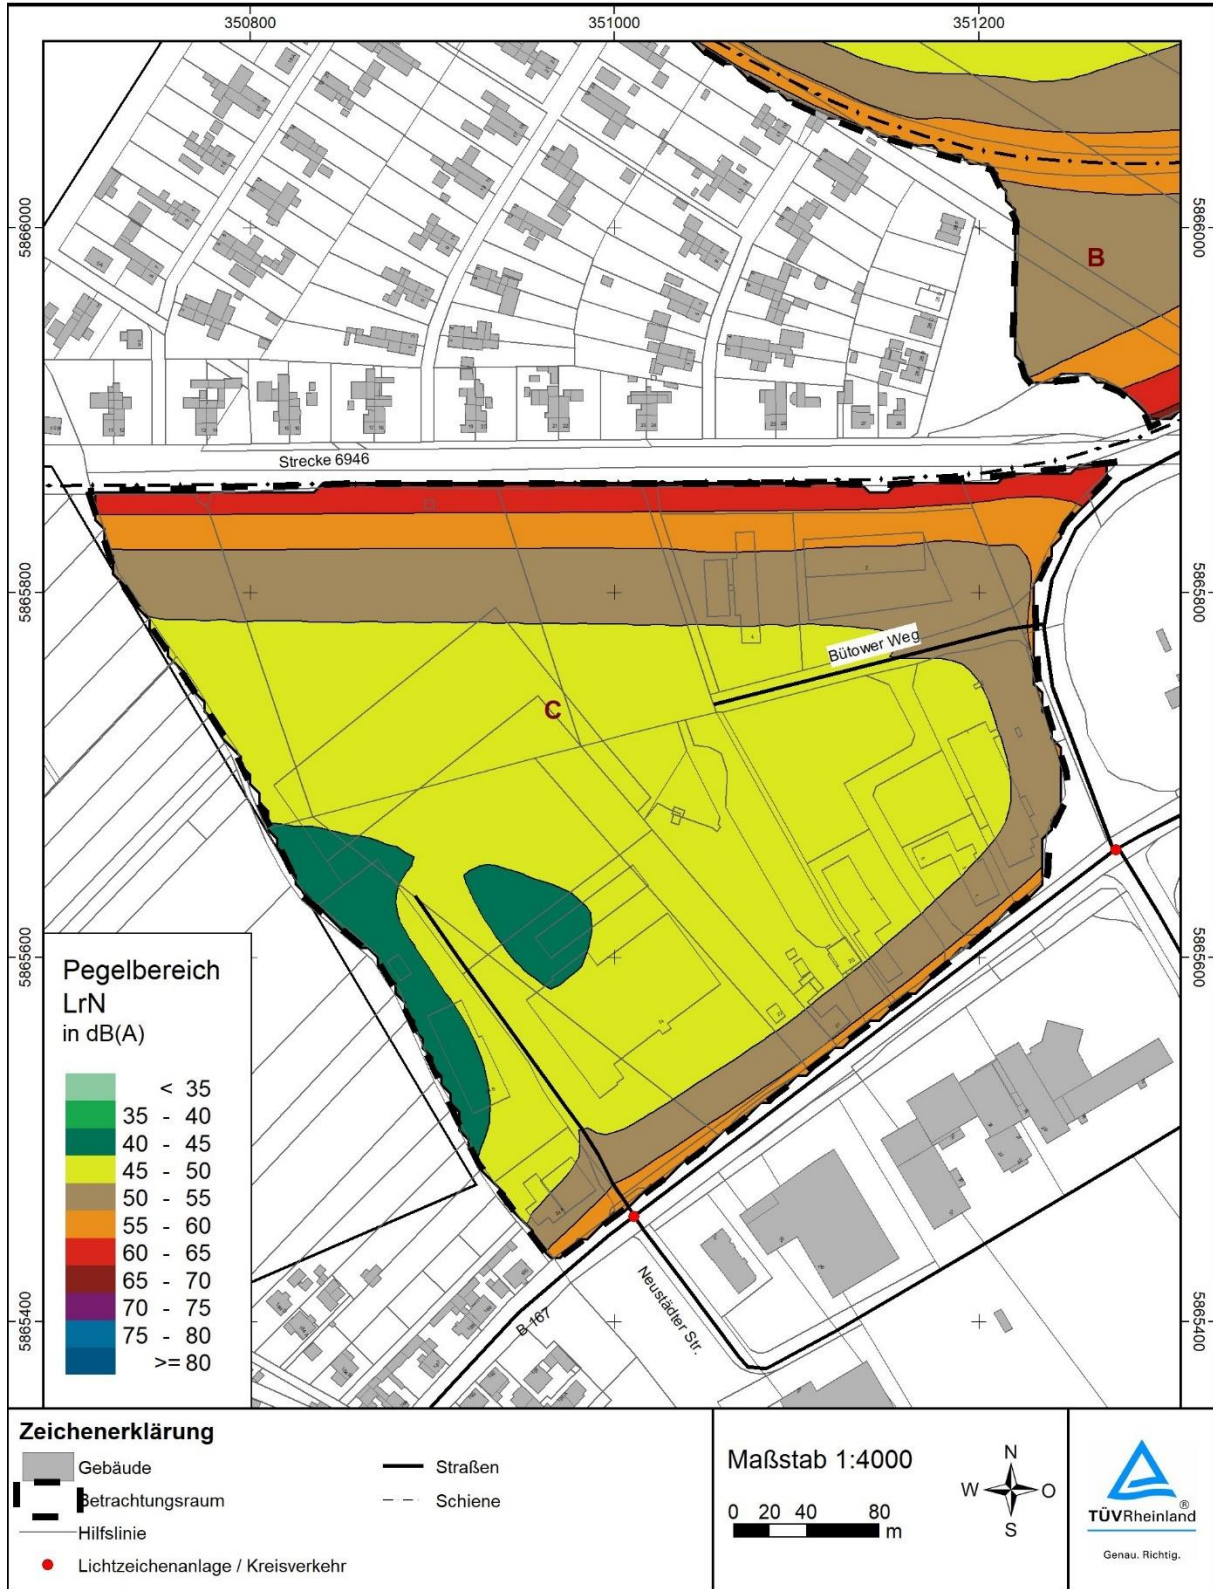 350800 351000 351200
5866000 5866000
B
Strecke 6946
5865800 5865800
Bütower Weg
C
5865600 5865600
Pegelbereich
LrN
in dB(A)
< 35
35 - 40
40 - 45
45 - 50
50 - 55
55 - 60
60 - 65
65 - 70
70 - 75
75 - 80
>= 80
Neustädter Str.
B 167
5865400 5865400
Zeichenerklärung
Gebäude
Betrachtungsraum
Hilfslinie
Lichtzeichenanlage / Kreisverkehr
Straßen
Schiene
Maßstab 1:4000
0 20 40 80
m
N
W O
S
TÜVRheinland ®
Genau. Richtig.